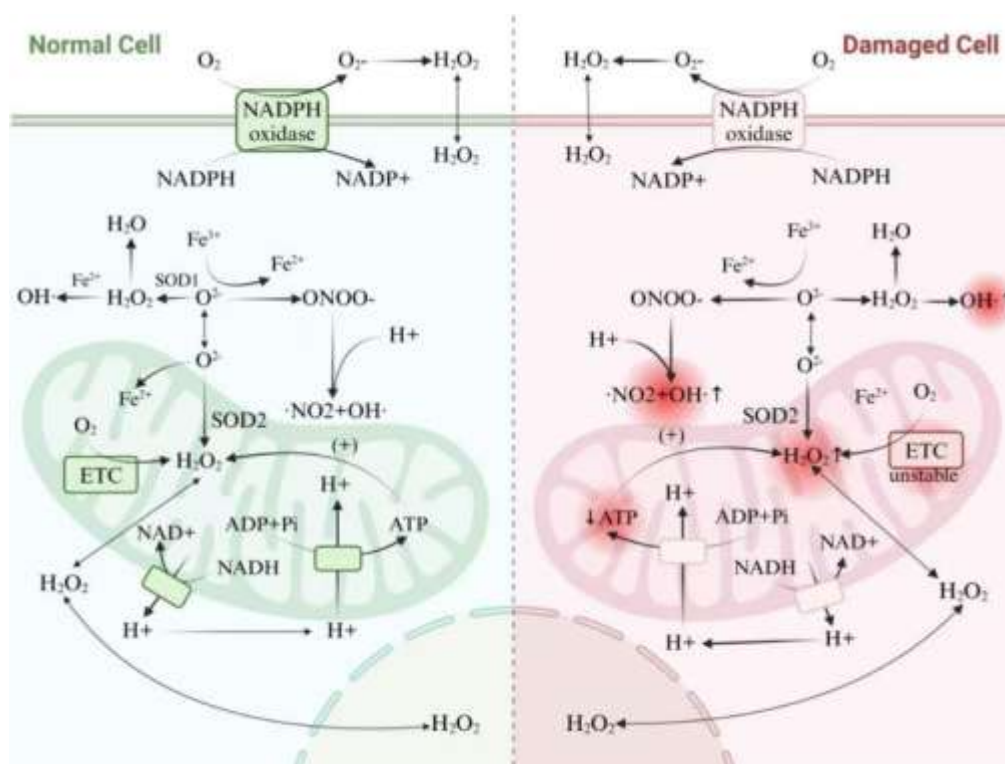 Normal Cell
O₂
O₂-
H₂O₂
NADPH
oxidase
H₂O₂
NADPH
NADP+
H₂O
Fe³⁺
Fe²⁺
Fe²⁺
SOD1
OH·
H₂O₂
O²⁻
ONOO-
H+
O²⁻
Fe²⁺
·NO2+OH·
SOD2
(+)
O₂
ETC
H₂O₂
H+
NAD+
ADP+Pi
ATP
NADH
H₂O₂
H+
H+
H₂O₂
Damaged Cell
H₂O₂
O₂-
O₂
NADPH
oxidase
H₂O₂
NADP+
NADPH
Fe³⁺
H₂O
Fe²⁺
ONOO-
O²⁻
H₂O₂
OH·↑
H+
O²⁻
·NO2+OH·↑
Fe²⁺
O₂
SOD2
(+)
H₂O₂↑
ETC
unstable
H+
↓ATP
ADP+Pi
NAD+
NADH
H₂O₂
H+
H+
H₂O₂